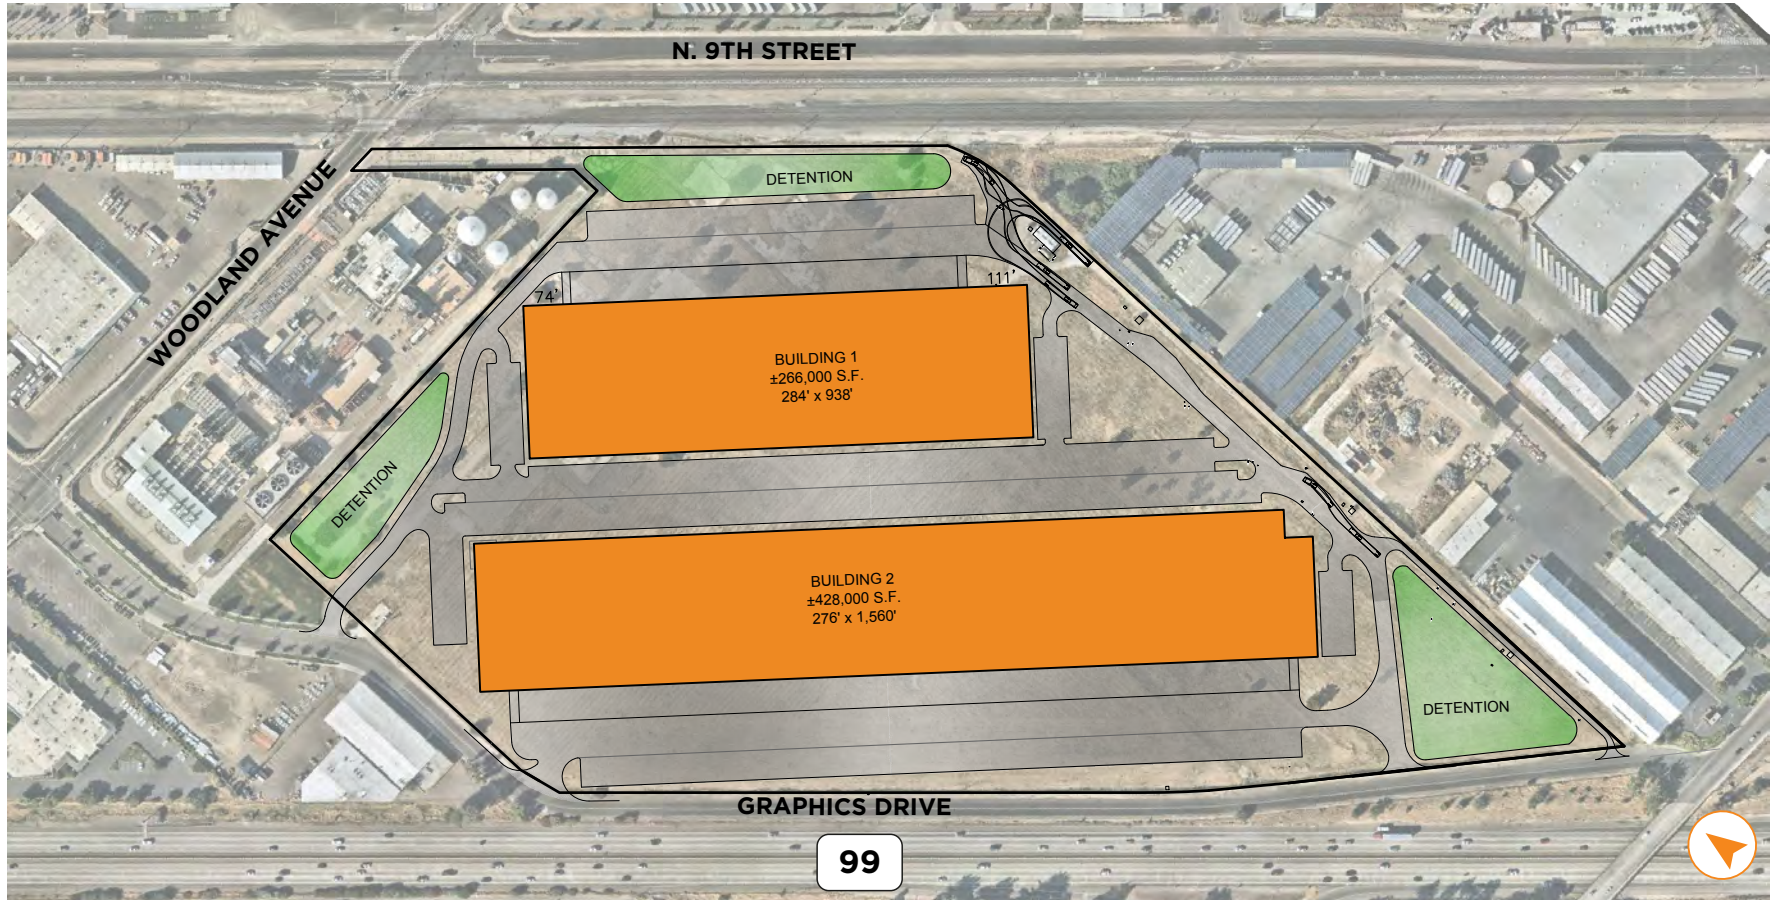 N. 9TH STREET
WOODLAND AVENUE
DETENTION
74'
111'
BUILDING 1
±266,000 S.F.
284' x 938'
DETENTION
BUILDING 2
±428,000 S.F.
276' x 1,560'
DETENTION
GRAPHICS DRIVE
99